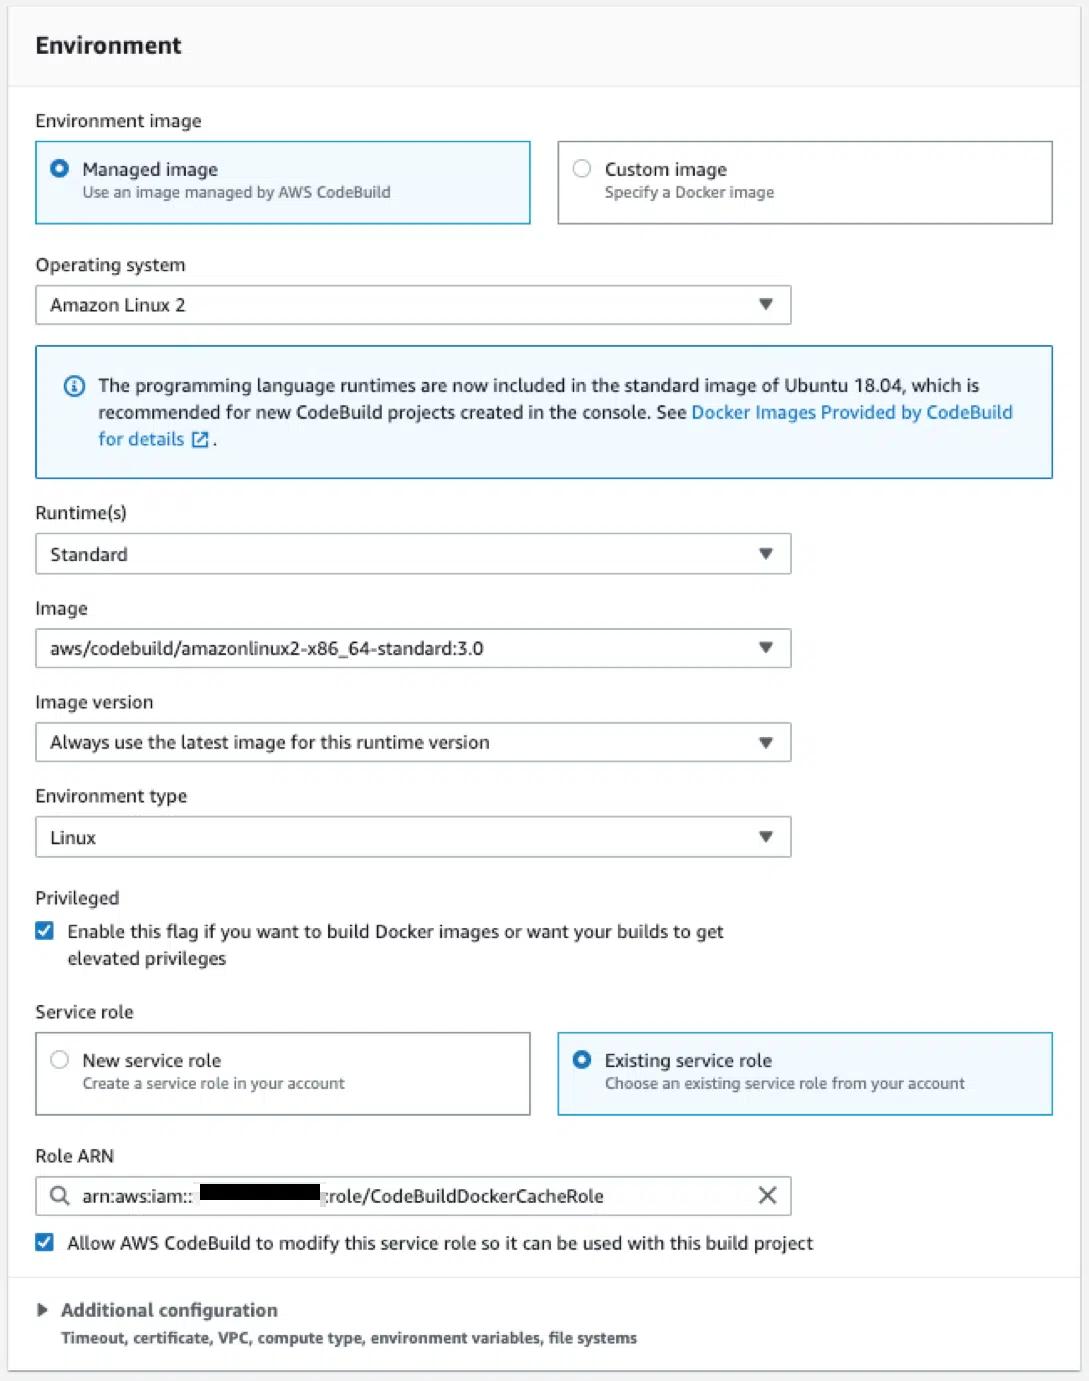 Environment
Environment image
Managed image
Use an image managed by AWS CodeBuild
Custom image
Specify a Docker image
Operating system
Amazon Linux 2
The programming language runtimes are now included in the standard image of Ubuntu 18.04, which is
recommended for new CodeBuild projects created in the console. See Docker Images Provided by CodeBuild
for details .
Runtime(s)
Standard
Image
aws/codebuild/amazonlinux2-x86_64-standard:3.0
Image version
Always use the latest image for this runtime version
Environment type
Linux
Privileged
Enable this flag if you want to build Docker images or want your builds to get
elevated privileges
Service role
New service role
Create a service role in your account
Existing service role
Choose an existing service role from your account
Role ARN
arn:aws:iam:: :role/CodeBuildDockerCacheRole
Allow AWS CodeBuild to modify this service role so it can be used with this build project
Additional configuration
Timeout, certificate, VPC, compute type, environment variables, file systems